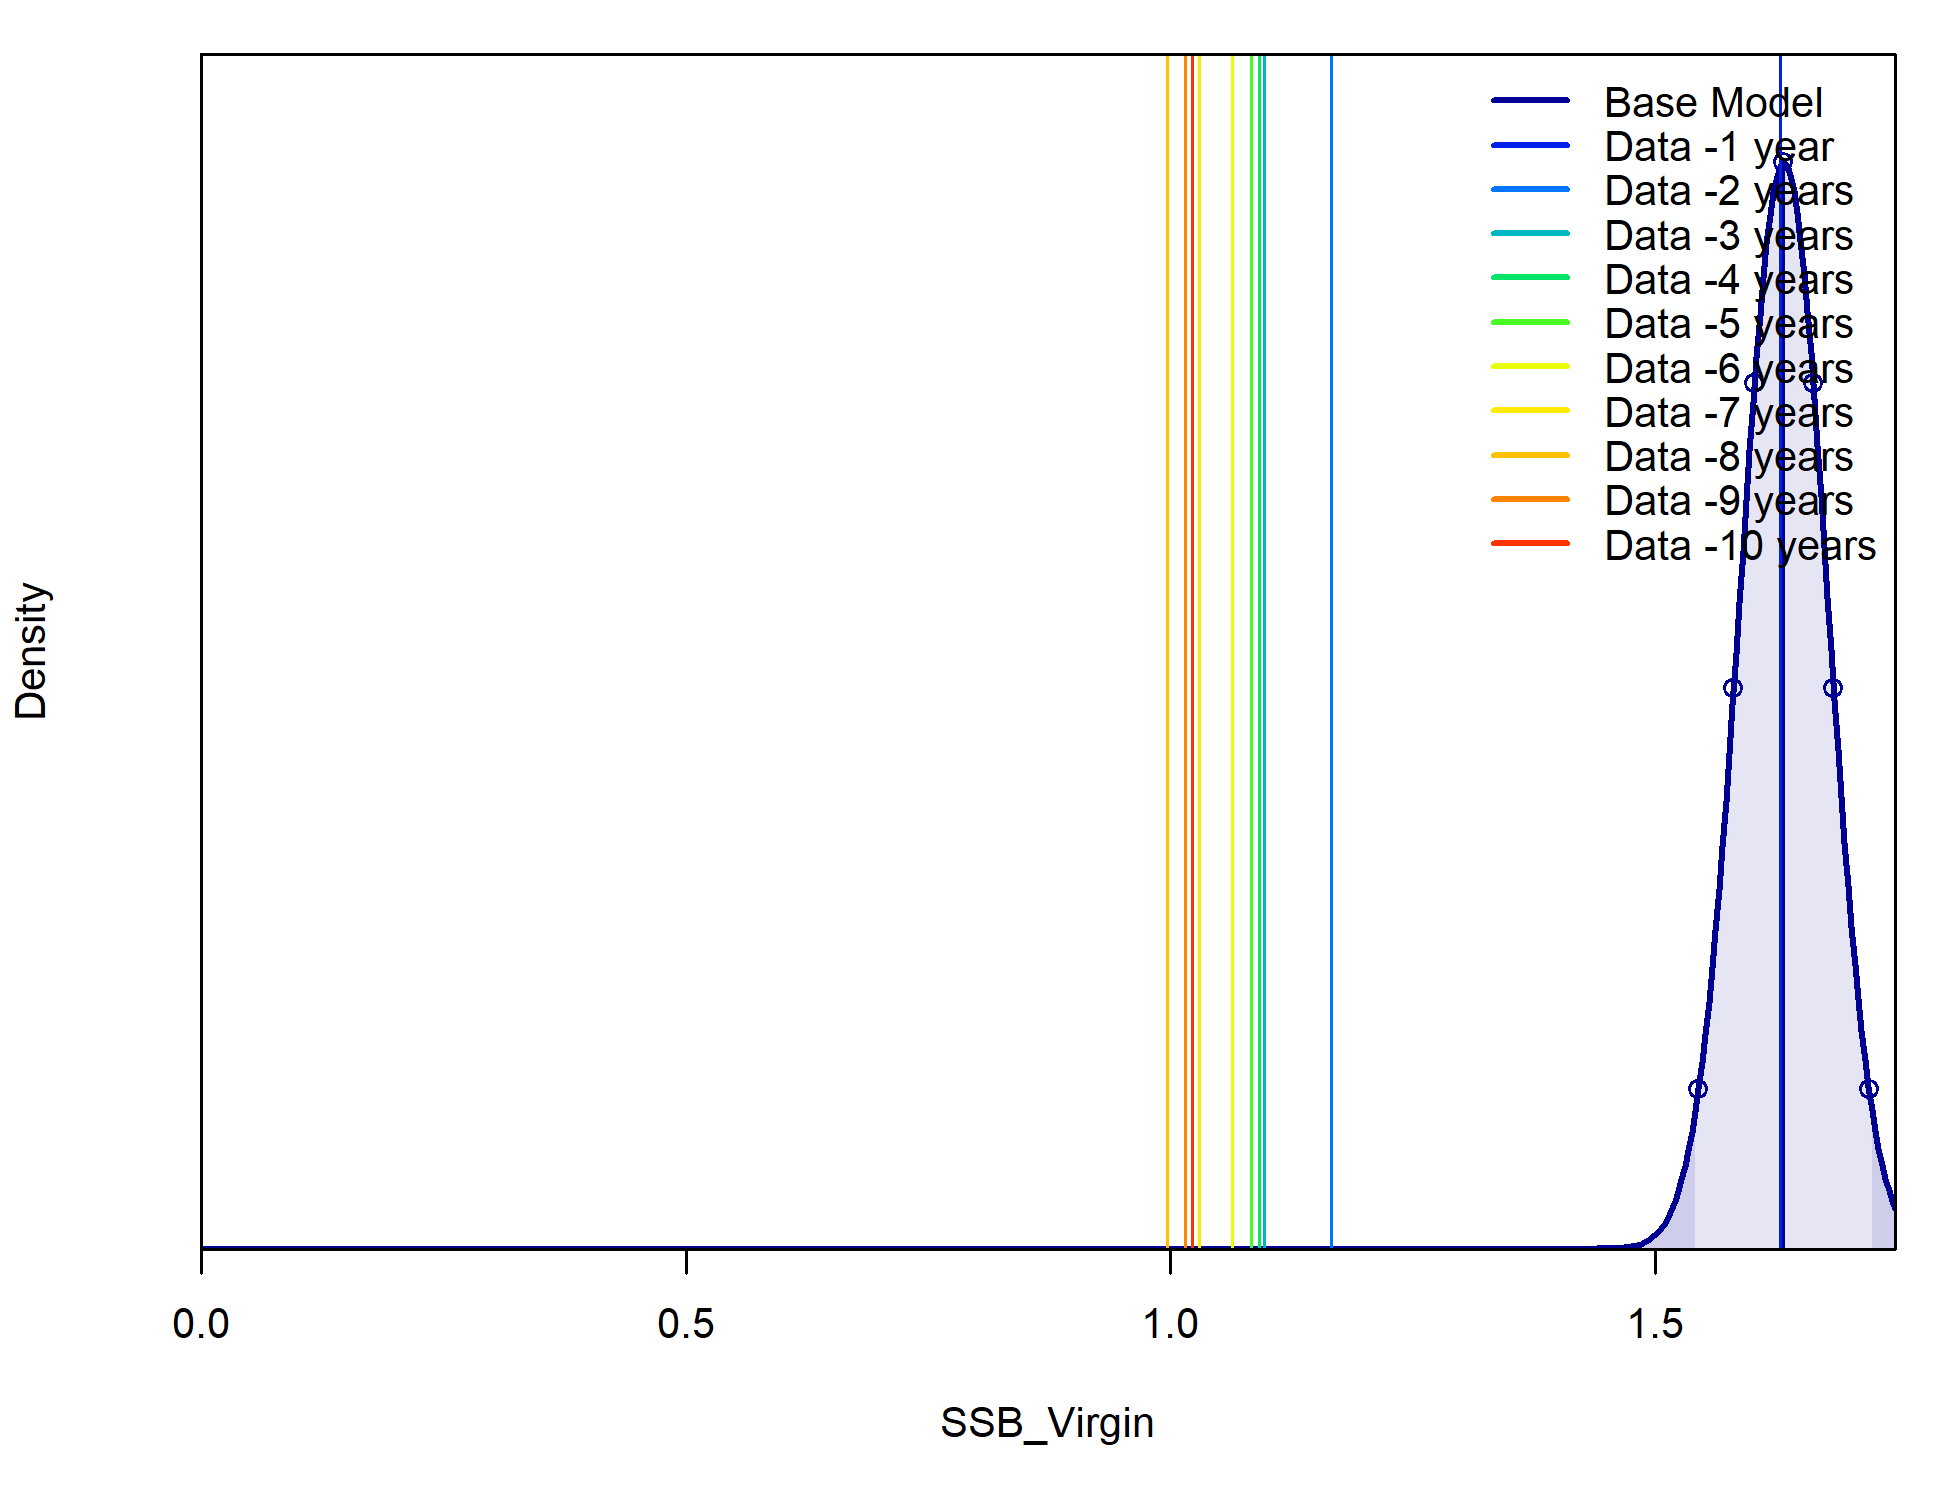 Base Model
Data -1 year
Data -2 years
Data -3 years
Data -4 years
Data -5 years
Data -6 years
Data -7 years
Data -8 years
Data -9 years
Data -10 years
Density
0.0 0.5 1.0 1.5
SSB_Virgin